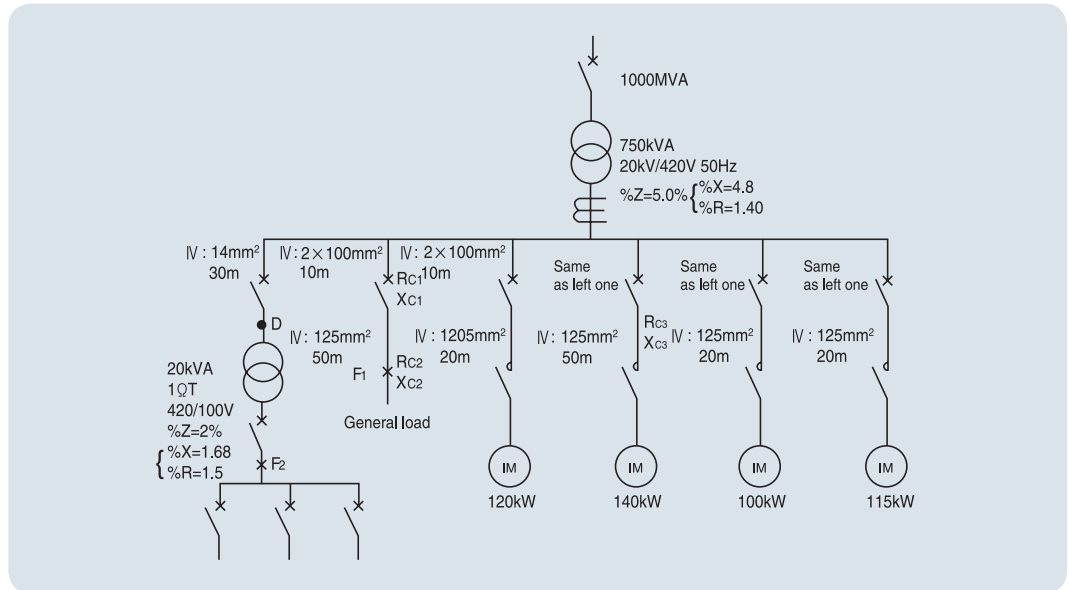 1000MVA
750kVA
20kV/420V 50Hz
%Z=5.0%
%X=4.8
%R=1.40
IV : 14mm²
30m
IV : 2×100mm²
10m
IV : 2×100mm²
10m
RC1
XC1
Same
as left one
Same
as left one
Same
as left one
D
IV : 125mm²
50m
IV : 1205mm²
20m
IV : 125mm²
50m
RC3
XC3
IV : 125mm²
20m
IV : 125mm²
20m
F1
RC2
XC2
General load
20kVA
1ΩT
420/100V
%Z=2%
%X=1.68
%R=1.5
F2
IM
IM
IM
IM
120kW
140kW
100kW
115kW